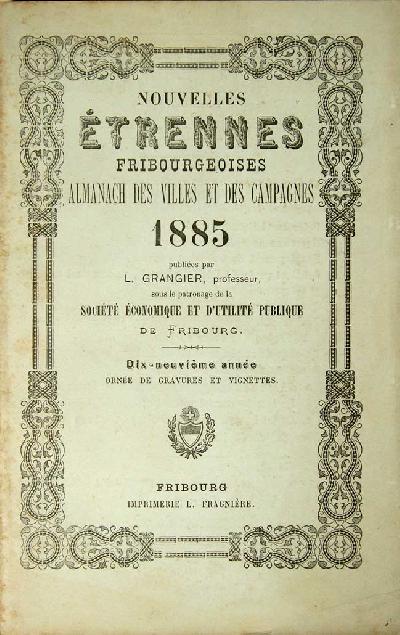 NOUVELLES
ÉTRENNES
FRIBOURGEOISES
ALMANACH DES VILLES ET DES CAMPAGNES
1885
publiées par
L. GRANGIER, professeur,
sous le patronage de la
SOCIÉTÉ ÉCONOMIQUE ET D'UTILITÉ PUBLIQUE
DE FRIBOURG.
Dix-neuvième année
ORNÉE DE GRAVURES ET VIGNETTES.
FRIBOURG
IMPRIMERIE L. FRAGNIÈRE.